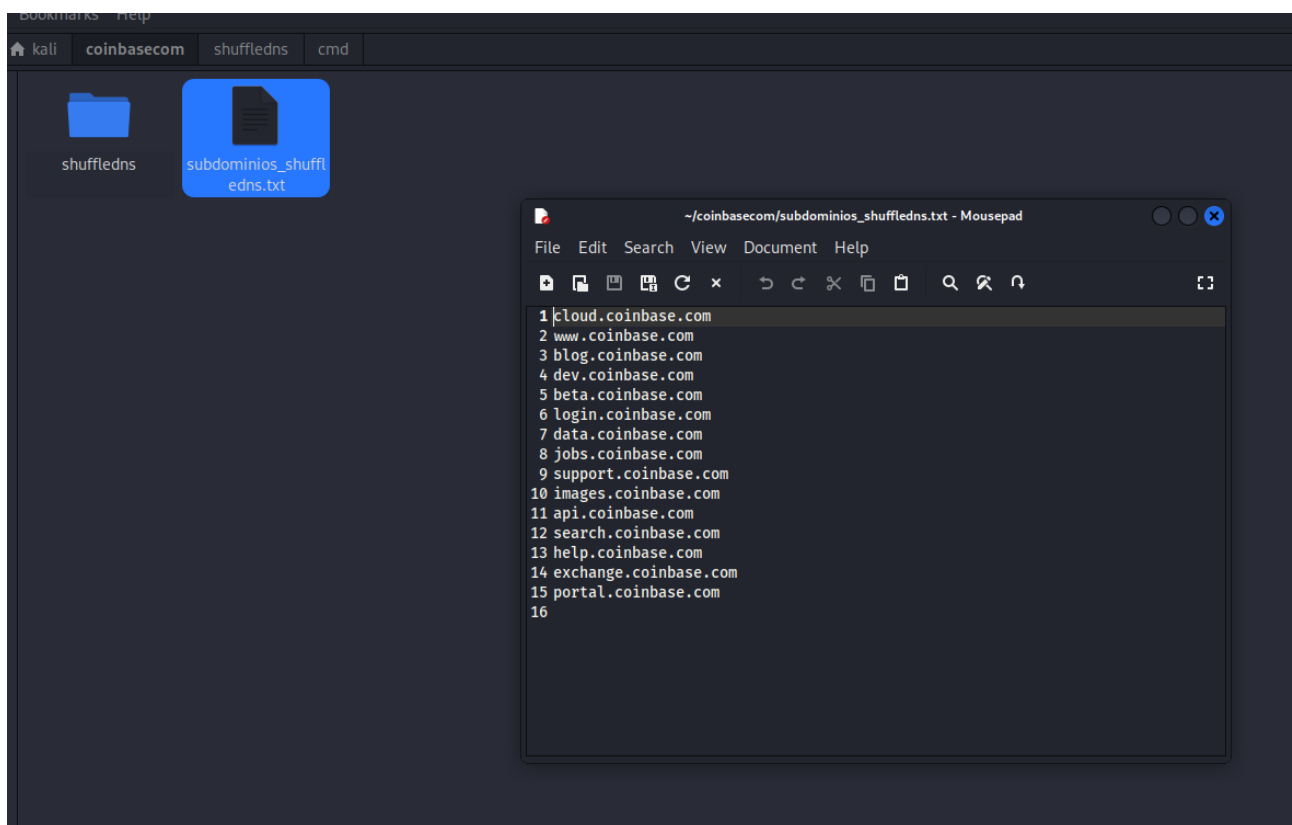 Bookmarks Help
kali coinbasecom shuffledns cmd
shuffledns
subdominios_shuffl
edns.txt
~/coinbasecom/subdominios_shuffledns.txt - Mousepad
File Edit Search View Document Help
1 cloud.coinbase.com
2 www.coinbase.com
3 blog.coinbase.com
4 dev.coinbase.com
5 beta.coinbase.com
6 login.coinbase.com
7 data.coinbase.com
8 jobs.coinbase.com
9 support.coinbase.com
10 images.coinbase.com
11 api.coinbase.com
12 search.coinbase.com
13 help.coinbase.com
14 exchange.coinbase.com
15 portal.coinbase.com
16